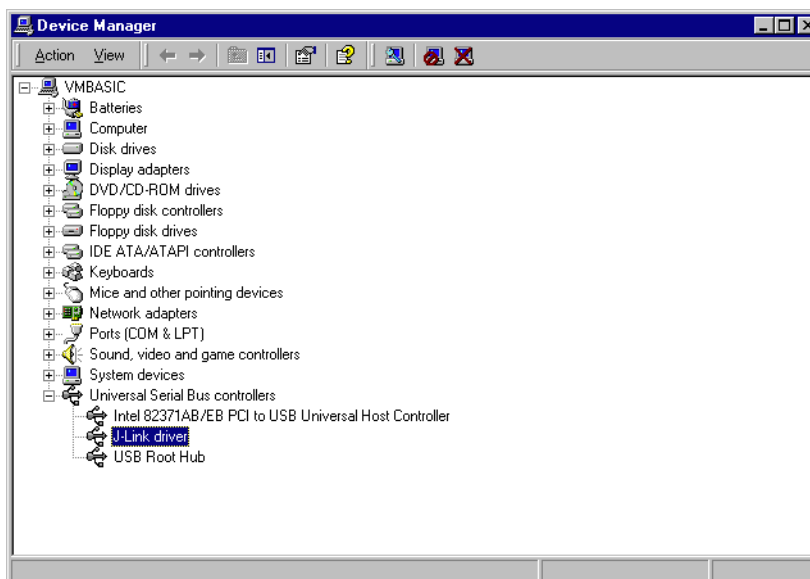 Device Manager
Action View
VMBASIC
Batteries
Computer
Disk drives
Display adapters
DVD/CD-ROM drives
Floppy disk controllers
Floppy disk drives
IDE ATA/ATAPI controllers
Keyboards
Mice and other pointing devices
Network adapters
Ports (COM & LPT)
Sound, video and game controllers
System devices
Universal Serial Bus controllers
Intel 82371AB/EB PCI to USB Universal Host Controller
J-Link driver
USB Root Hub